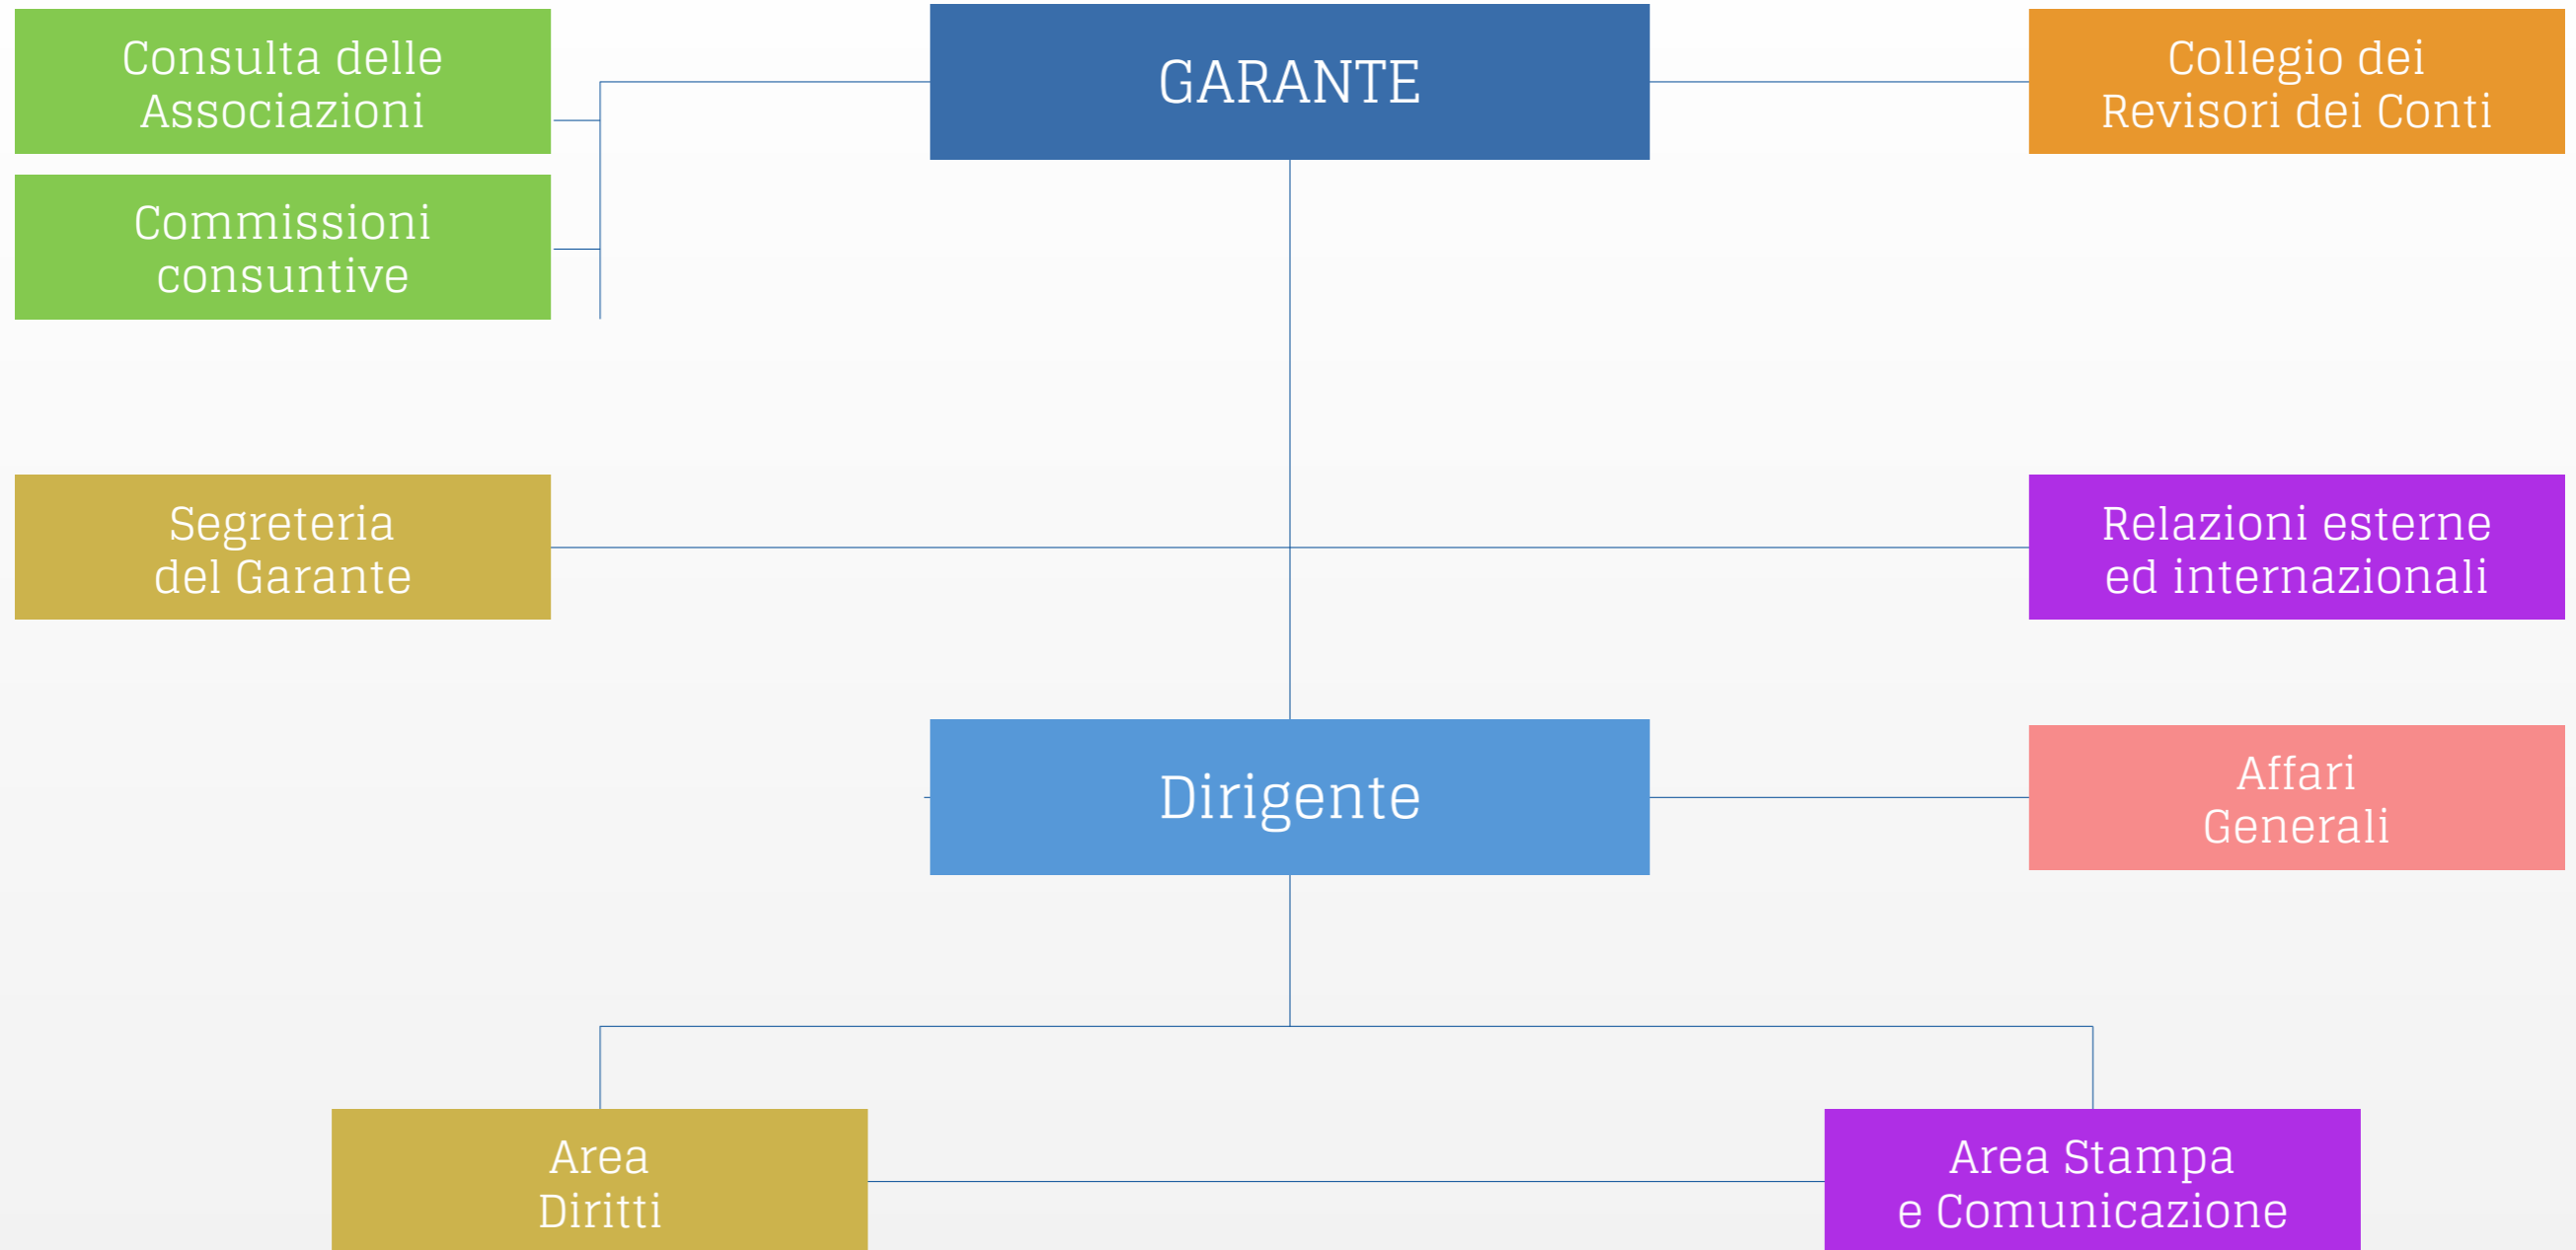 Consulta delle
Associazioni
GARANTE
Collegio dei
Revisori dei Conti
Commissioni
consuntive
Segreteria
del Garante
Relazioni esterne
ed internazionali
Dirigente
Affari
Generali
Area
Diritti
Area Stampa
e Comunicazione